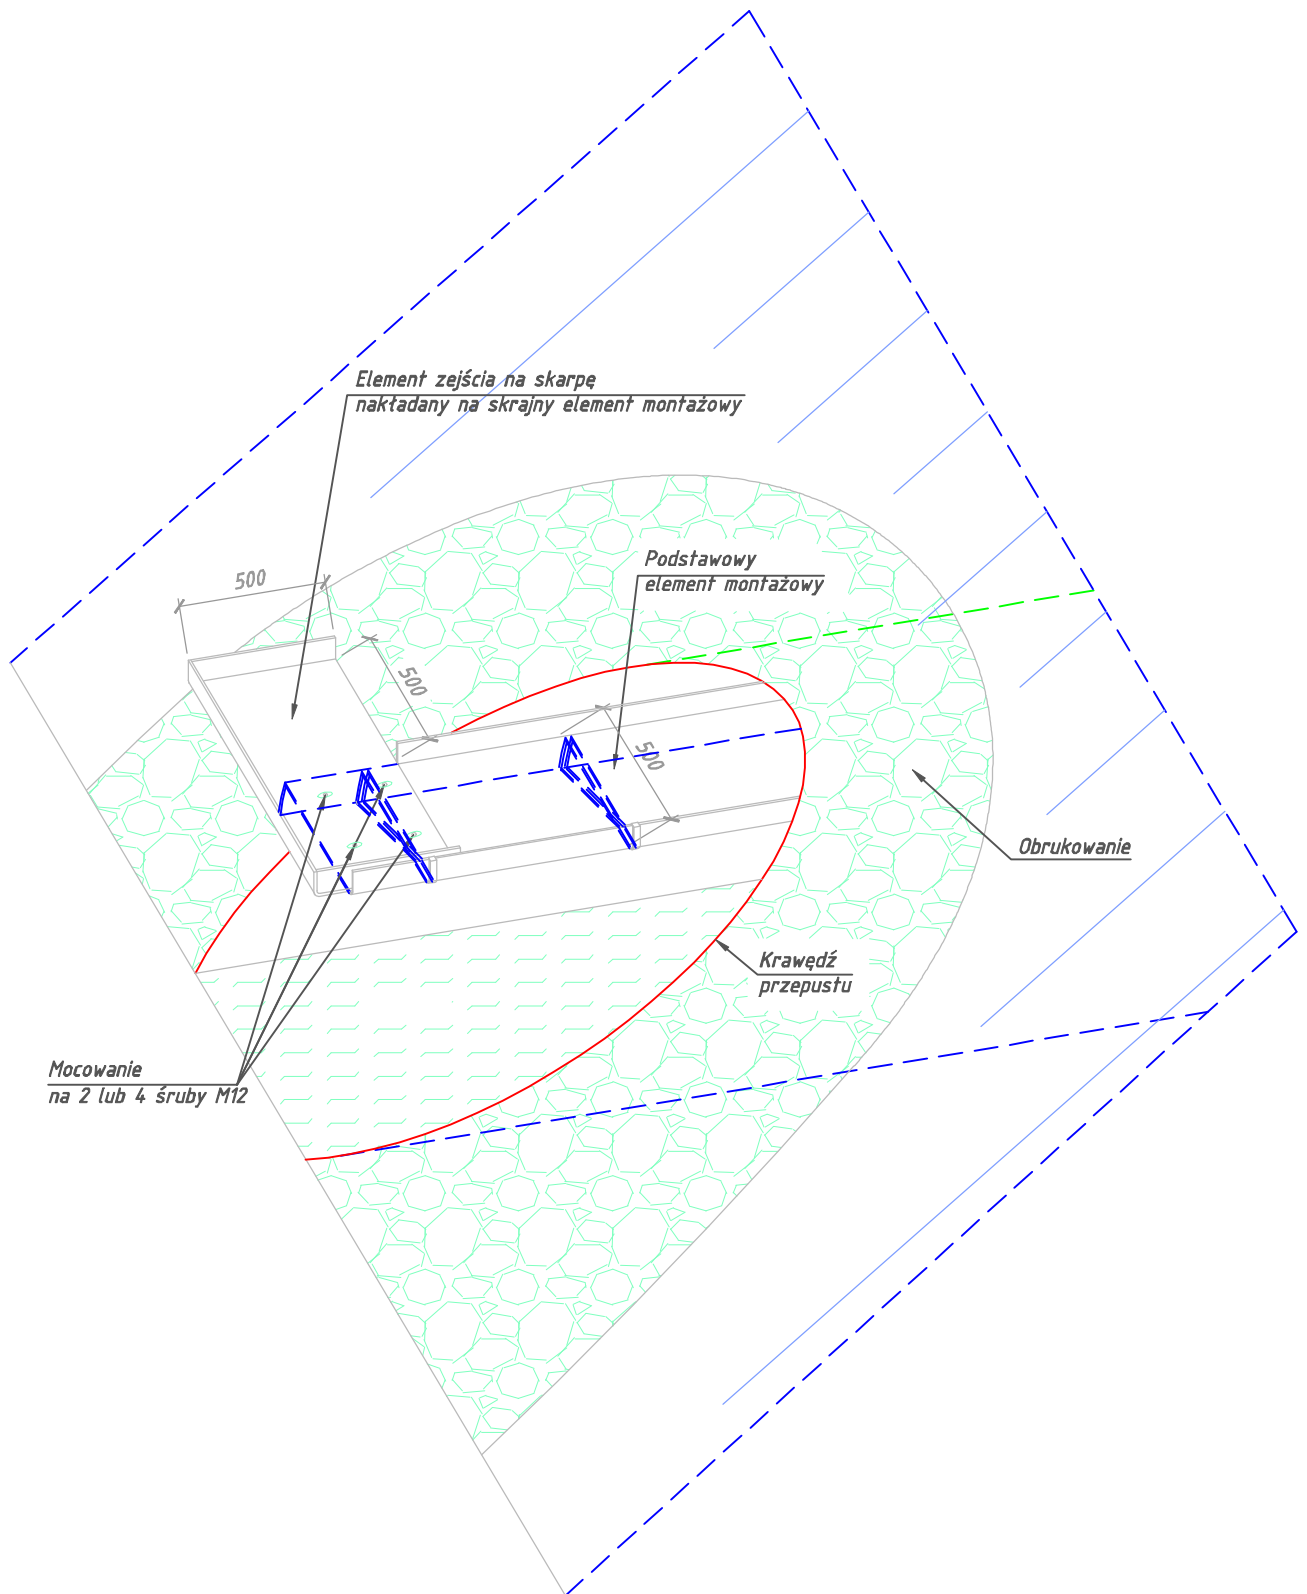 Element zejścia na skarpę
nakładany na skrajny element montażowy
Podstawowy
element montażowy
500
500
500
Obrukowanie
Krawędź
przepustu
Mocowanie
na 2 lub 4 śruby M12